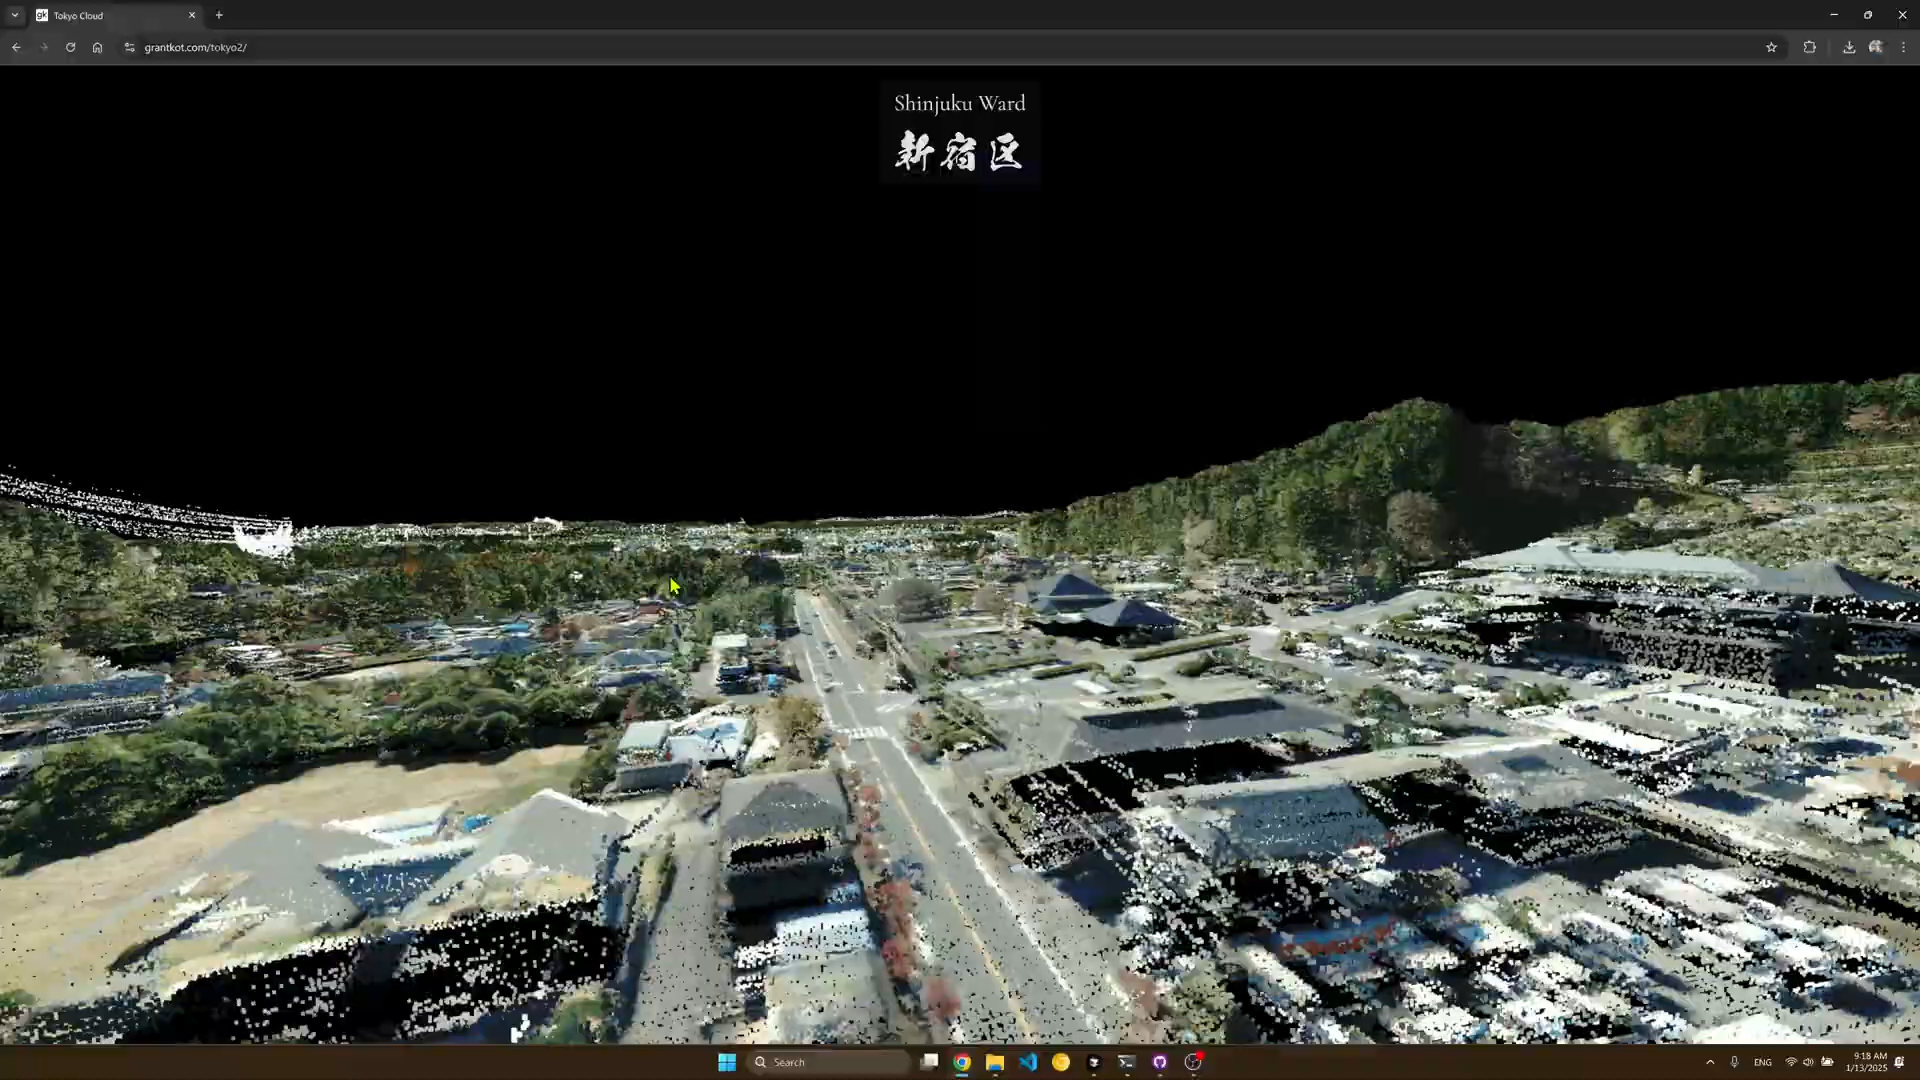 Tokyo Cloud
grantkot.com/tokyo2/
Shinjuku Ward
新宿区
Search
ENG
9:18 AM
1/13/2025